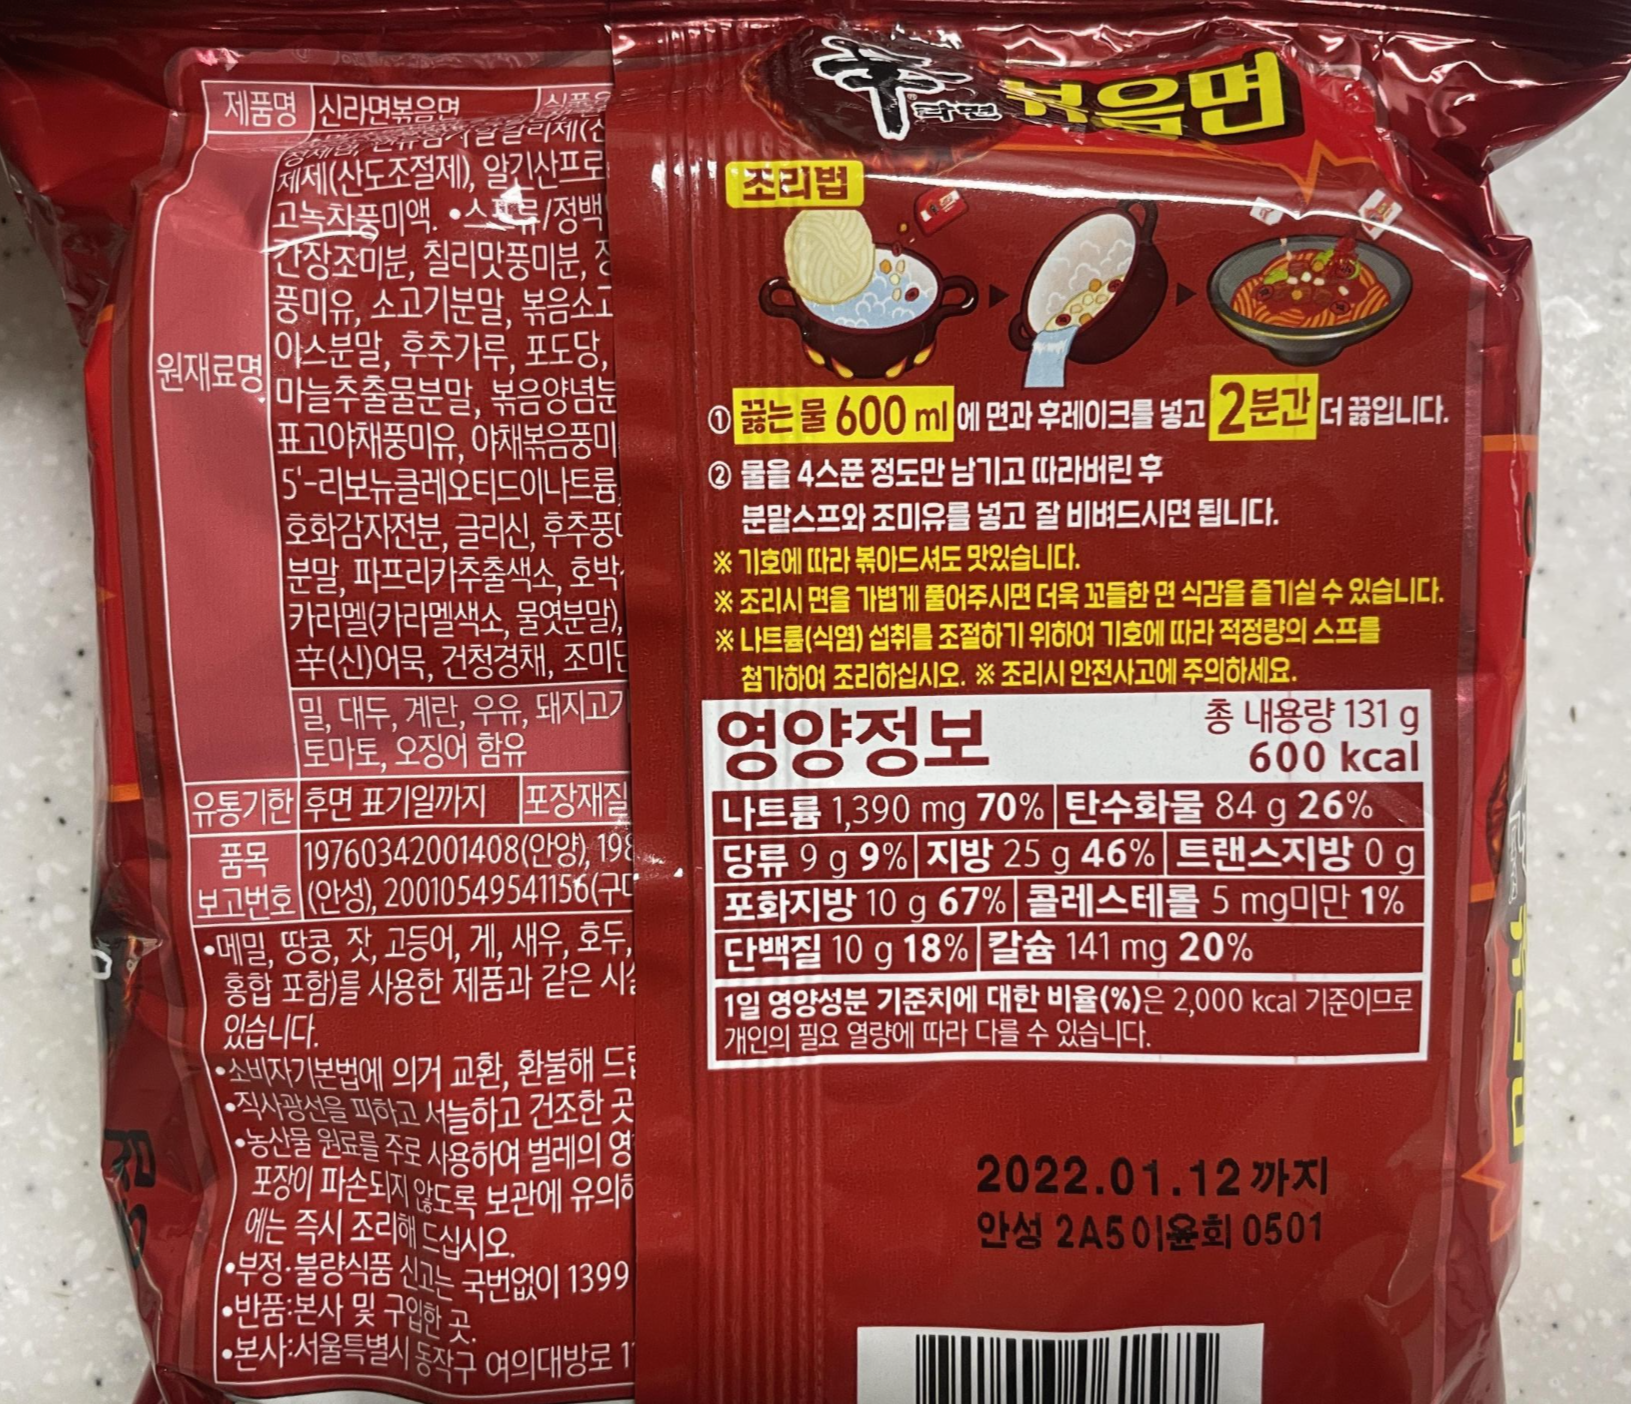 제품명 신라면볶음면
제제(산도조절제), 알긴산프로
고녹차풍미액. •스프류/정백
간장조미분, 칠리맛풍미분,
풍미유, 소고기분말, 볶음소고
이스분말, 후추가루, 포도당,
원재료명
마늘추출물분말, 볶음양념분
표고야채풍미유, 야채볶음풍미
5'-리보뉴클레오티드이나트륨,
호화감자전분, 글리신, 후추풍미
분말, 파프리카추출색소, 호박
카라멜(카라멜색소, 물엿분말),
辛(신)어묵, 건청경채, 조미
밀, 대두, 계란, 우유, 돼지고기
토마토, 오징어 함유
유통기한 후면 표기일까지 포장재질
품목 19760342001408(안양), 198
보고번호 (안성), 20010549541156(구
•메밀, 땅콩, 잣, 고등어, 게, 새우, 호두,
홍합 포함)를 사용한 제품과 같은 시설
있습니다.
•소비자기본법에 의거 교환, 환불해 드
•직사광선을 피하고 서늘하고 건조한 곳
•농산물 원료를 주로 사용하여 벌레의 영
포장이 파손되지 않도록 보관에 유의하
에는 즉시 조리해 드십시오.
•부정·불량식품 신고는 국번없이 1399
•반품:본사 및 구입한 곳.
•본사:서울특별시 동작구 여의대방로 1
辛라면 볶음면
조리법
① 끓는 물 600 ml에 면과 후레이크를 넣고 2분간 더 끓입니다.
② 물을 4스푼 정도만 남기고 따라버린 후
분말스프와 조미유를 넣고 잘 비벼드시면 됩니다.
※ 기호에 따라 볶아드셔도 맛있습니다.
※ 조리시 면을 가볍게 풀어주시면 더욱 꼬들한 면 식감을 즐기실 수 있습니다.
※ 나트륨(식염) 섭취를 조절하기 위하여 기호에 따라 적정량의 스프를
첨가하여 조리하십시오. ※ 조리시 안전사고에 주의하세요.
영양정보 총 내용량 131 g
600 kcal
나트륨 1,390 mg 70% 탄수화물 84 g 26%
당류 9 g 9% 지방 25 g 46% 트랜스지방 0 g
포화지방 10 g 67% 콜레스테롤 5 mg미만 1%
단백질 10 g 18% 칼슘 141 mg 20%
1일 영양성분 기준치에 대한 비율(%)은 2,000 kcal 기준이므로
개인의 필요 열량에 따라 다를 수 있습니다.
2022.01.12 까지
안성 2A5 이윤회 0501